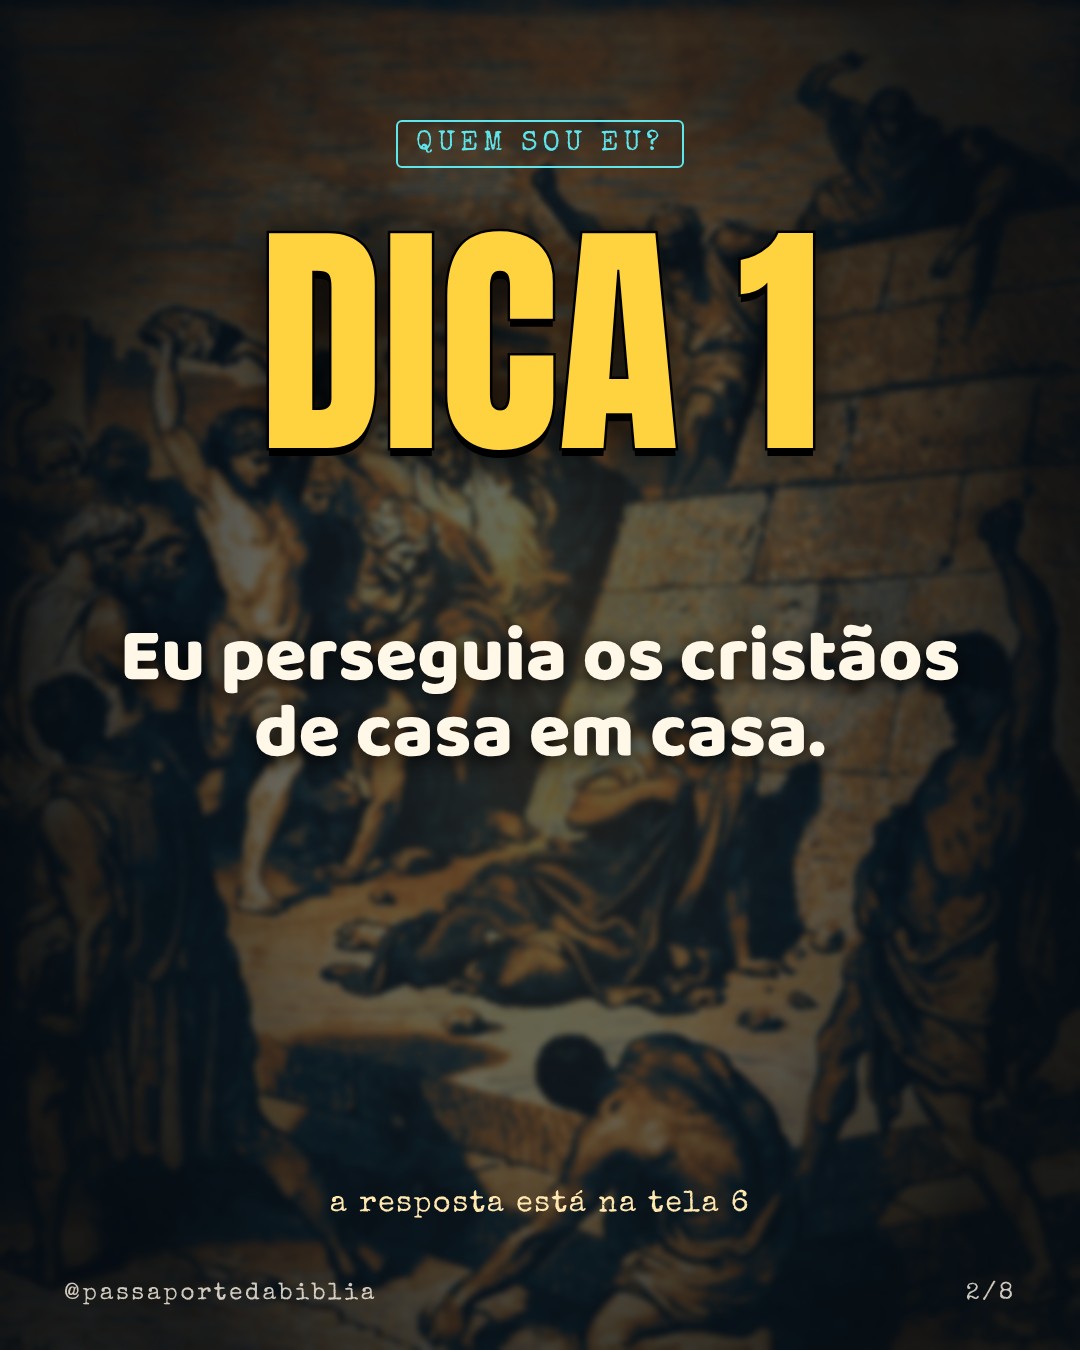 QUEM SOU EU?
DICA 1
Eu perseguia os cristãos
de casa em casa.
a resposta está na tela 6
@passaportedabiblia
2/8